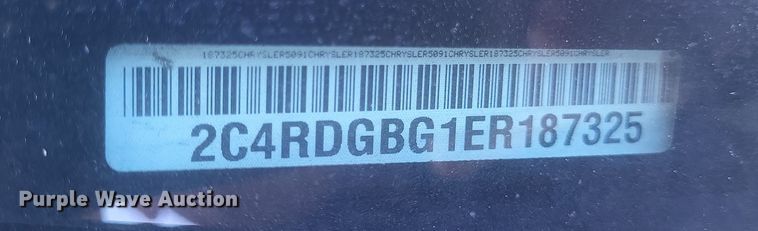 187325CHRYSLER5091CHRYSLER187325CHRYSLER5091CHRYSLER187325CHRYSLER5091CHRYSLER
2C4RDGBG1ER187325
Purple Wave Auction